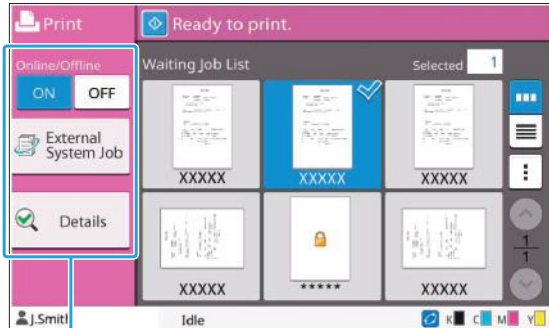 Print
Ready to print.
Online/Offline
ON OFF
Waiting Job List
Selected 1
External
System Job
Details
XXXXX XXXXX XXXXX
XXXXX ***** XXXXX
1
1
J.Smith
Idle
K C M Y